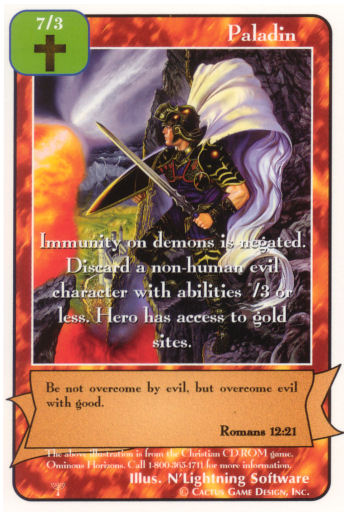 7/3
Paladin
Immunity on demons is negated.
Discard a non-human evil
character with abilities */3 or
less. Hero has access to gold
sites.
Be not overcome by evil, but overcome evil
with good.
Romans 12:21
The above illustration is from the Christian CD-ROM game,
Ominous Horizons. Call 1-800-365-1711 for more information.
Illus. N'Lightning Software
© CACTUS GAME DESIGN, INC.